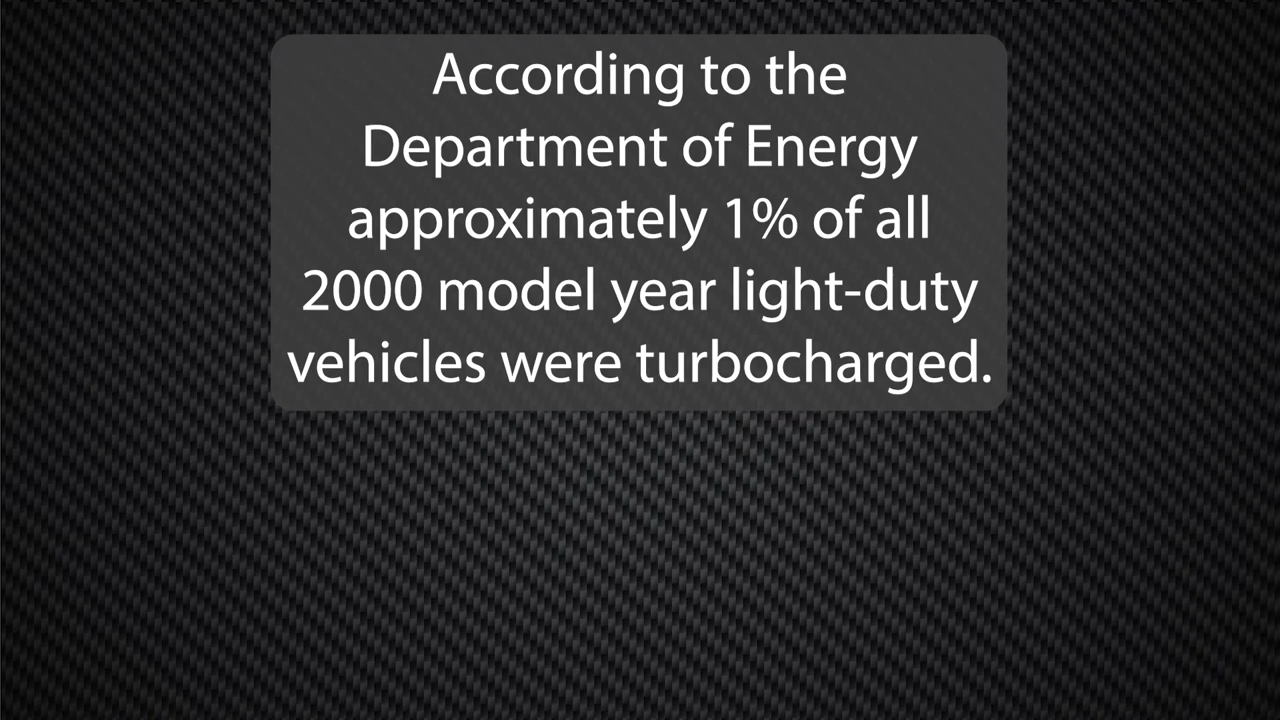 According to the
Department of Energy
approximately 1% of all
2000 model year light-duty
vehicles were turbocharged.